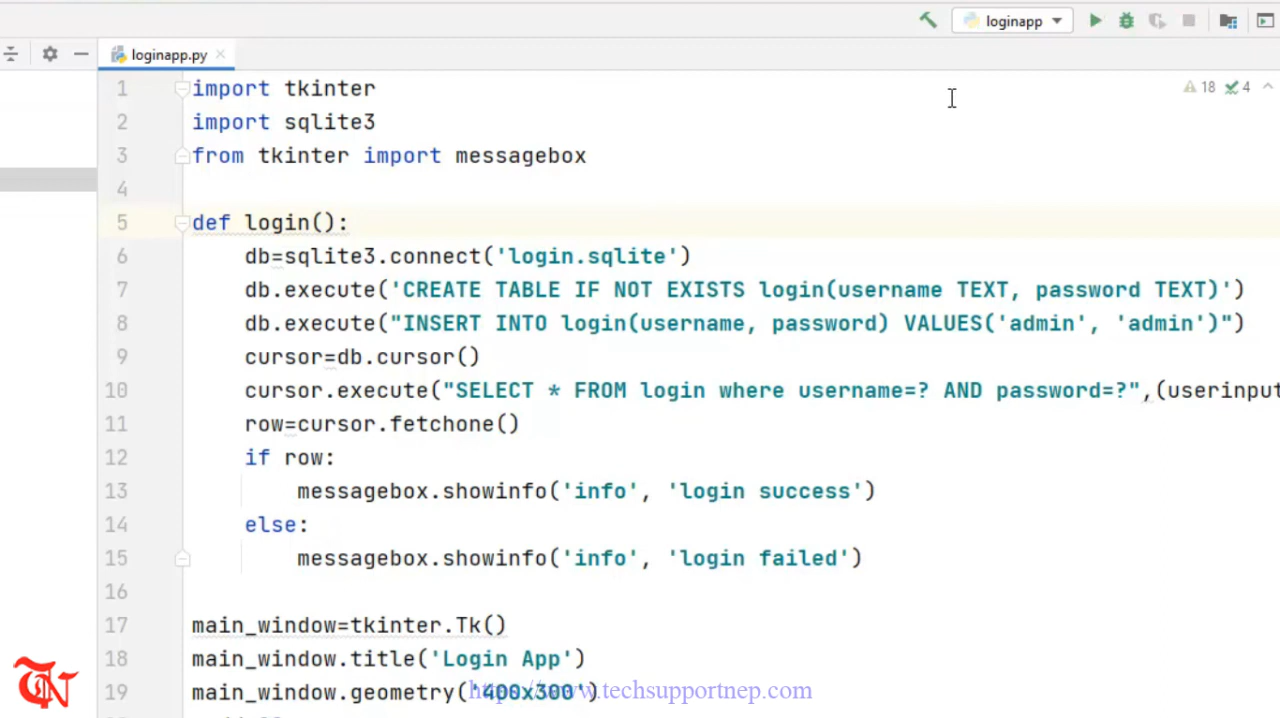 loginapp
loginapp.py
18 4
1 import tkinter
2 import sqlite3
3 from tkinter import messagebox
4
5 def login():
6 db=sqlite3.connect('login.sqlite')
7 db.execute('CREATE TABLE IF NOT EXISTS login(username TEXT, password TEXT)')
8 db.execute("INSERT INTO login(username, password) VALUES('admin', 'admin')")
9 cursor=db.cursor()
10 cursor.execute("SELECT * FROM login where username=? AND password=?",(userinput
11 row=cursor.fetchone()
12 if row:
13 messagebox.showinfo('info', 'login success')
14 else:
15 messagebox.showinfo('info', 'login failed')
16
17 main_window=tkinter.Tk()
18 main_window.title('Login App')
19 main_window.geometry('400x300')
https://www.techsupportnep.com
TN